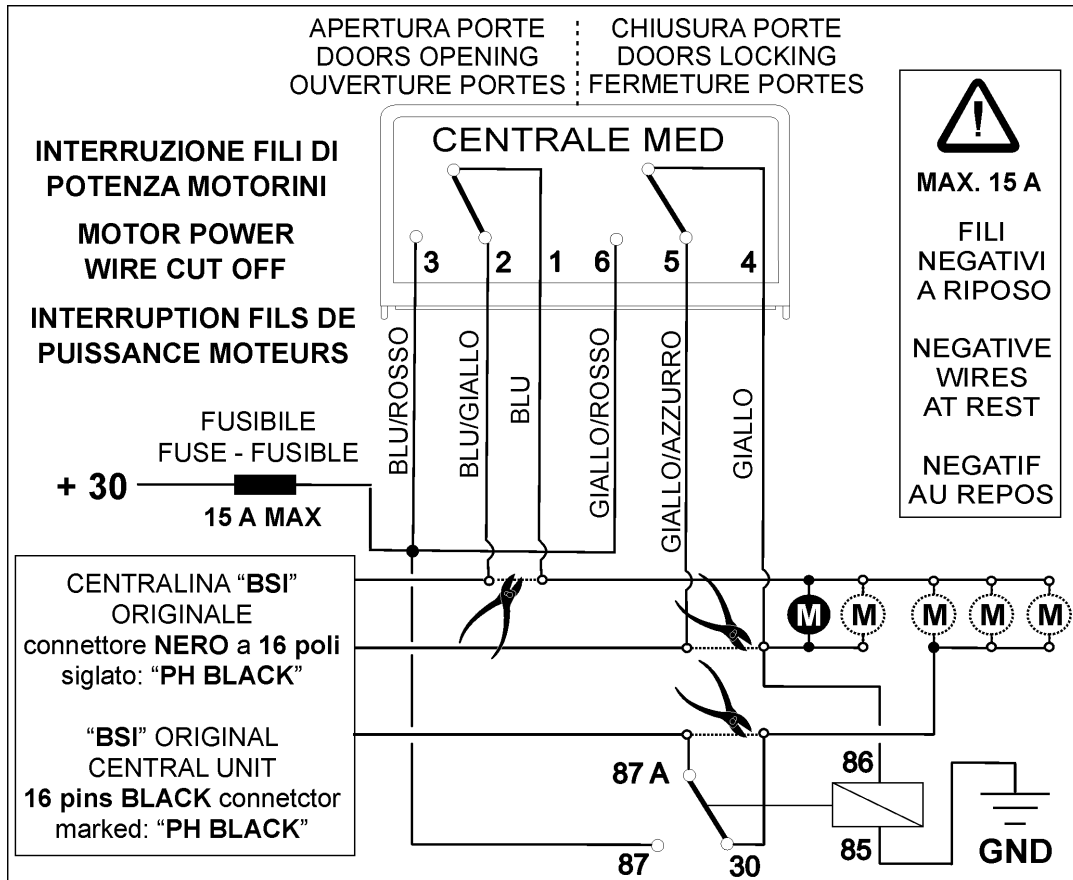 APERTURA PORTE
DOORS OPENING
OUVERTURE PORTES
CHIUSURA PORTE
DOORS LOCKING
FERMETURE PORTES
CENTRALE MED
3 2 1 6 5 4
INTERRUZIONE FILI DI
POTENZA MOTORINI
MOTOR POWER
WIRE CUT OFF
INTERRUPTION FILS DE
PUISSANCE MOTEURS
!
MAX. 15 A
FILI
NEGATIVI
A RIPOSO
NEGATIVE
WIRES
AT REST
NEGATIF
AU REPOS
BLU/ROSSO
BLU/GIALLO
BLU
GIALLO/ROSSO
GIALLO/AZZURRO
GIALLO
FUSIBILE
FUSE - FUSIBLE
+ 30
15 A MAX
CENTRALINA “BSI”
ORIGINALE
connettore NERO a 16 poli
siglato: “PH BLACK”
“BSI” ORIGINAL
CENTRAL UNIT
16 pins BLACK connetctor
marked: “PH BLACK”
M M M M M
87 A
87
30
86
85
GND